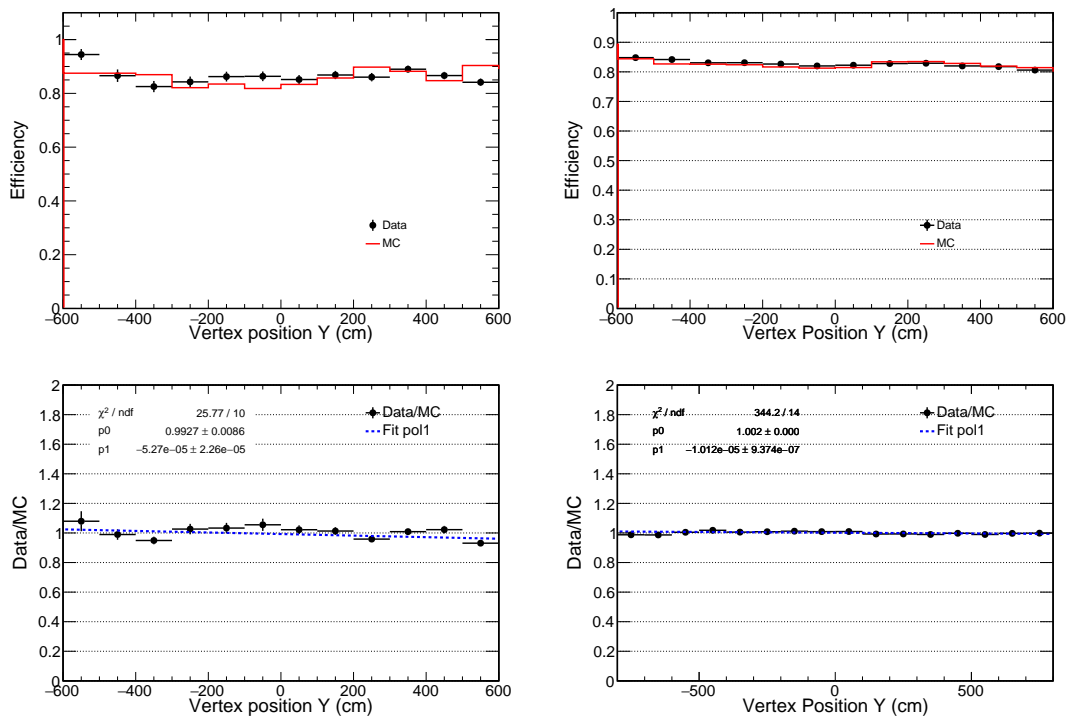 1
0.8
0.6
0.4
0.2
0
Efficiency
Data
MC
−600 −400 −200 0 200 400 600
Vertex position Y (cm)
1
0.9
0.8
0.7
0.6
0.5
0.4
0.3
0.2
0.1
0
Efficiency
Data
MC
−600 −400 −200 0 200 400 600
Vertex Position Y (cm)
2
1.8
1.6
1.4
1.2
1
0.8
0.6
0.4
0.2
0
Data/MC
χ² / ndf 25.77 / 10
p0 0.9927 ± 0.0086
p1 −5.27e−05 ± 2.26e−05
Data/MC
Fit pol1
−600 −400 −200 0 200 400 600
Vertex position Y (cm)
2
1.8
1.6
1.4
1.2
1
0.8
0.6
0.4
0.2
0
Data/MC
χ² / ndf 344.2 / 14
p0 1.002 ± 0.000
p1 −1.012e−05 ± 9.374e−07
Data/MC
Fit pol1
−500 0 500
Vertex Position Y (cm)